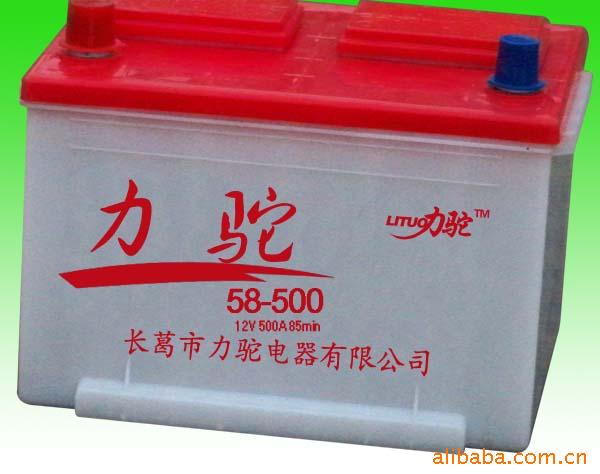 力驼
LITUO力驼™
58-500
12V 500A 85min
长葛市力驼电器有限公司
alibaba.com.cn